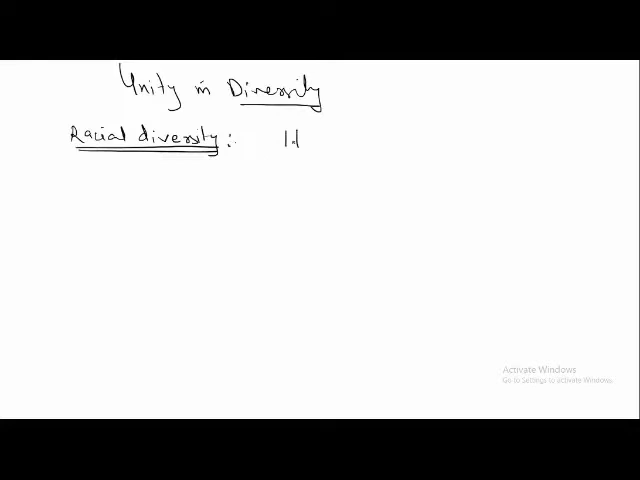 Unity in Diversity
Racial diversity :
Activate Windows
Go to Settings to activate Windows.